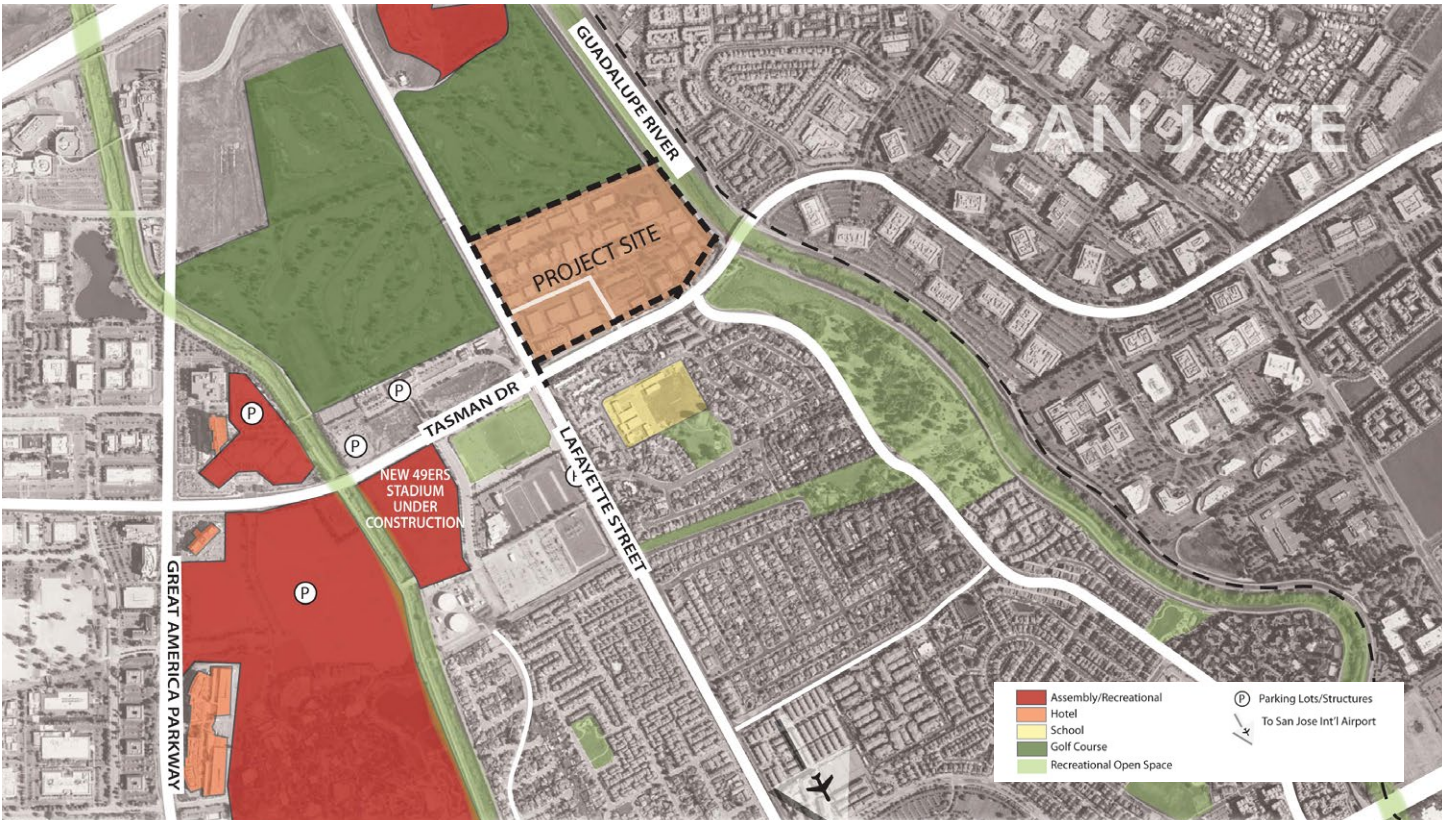 GUADALUPE RIVER
SAN JOSE
PROJECT SITE
P
TASMAN DR
P
P
NEW 49ERS
STADIUM
UNDER
CONSTRUCTION
LAFAYETTE STREET
P
GREAT AMERICA PARKWAY
Assembly/Recreational
Hotel
School
Golf Course
Recreational Open Space
P Parking Lots/Structures
To San Jose Int'l Airport